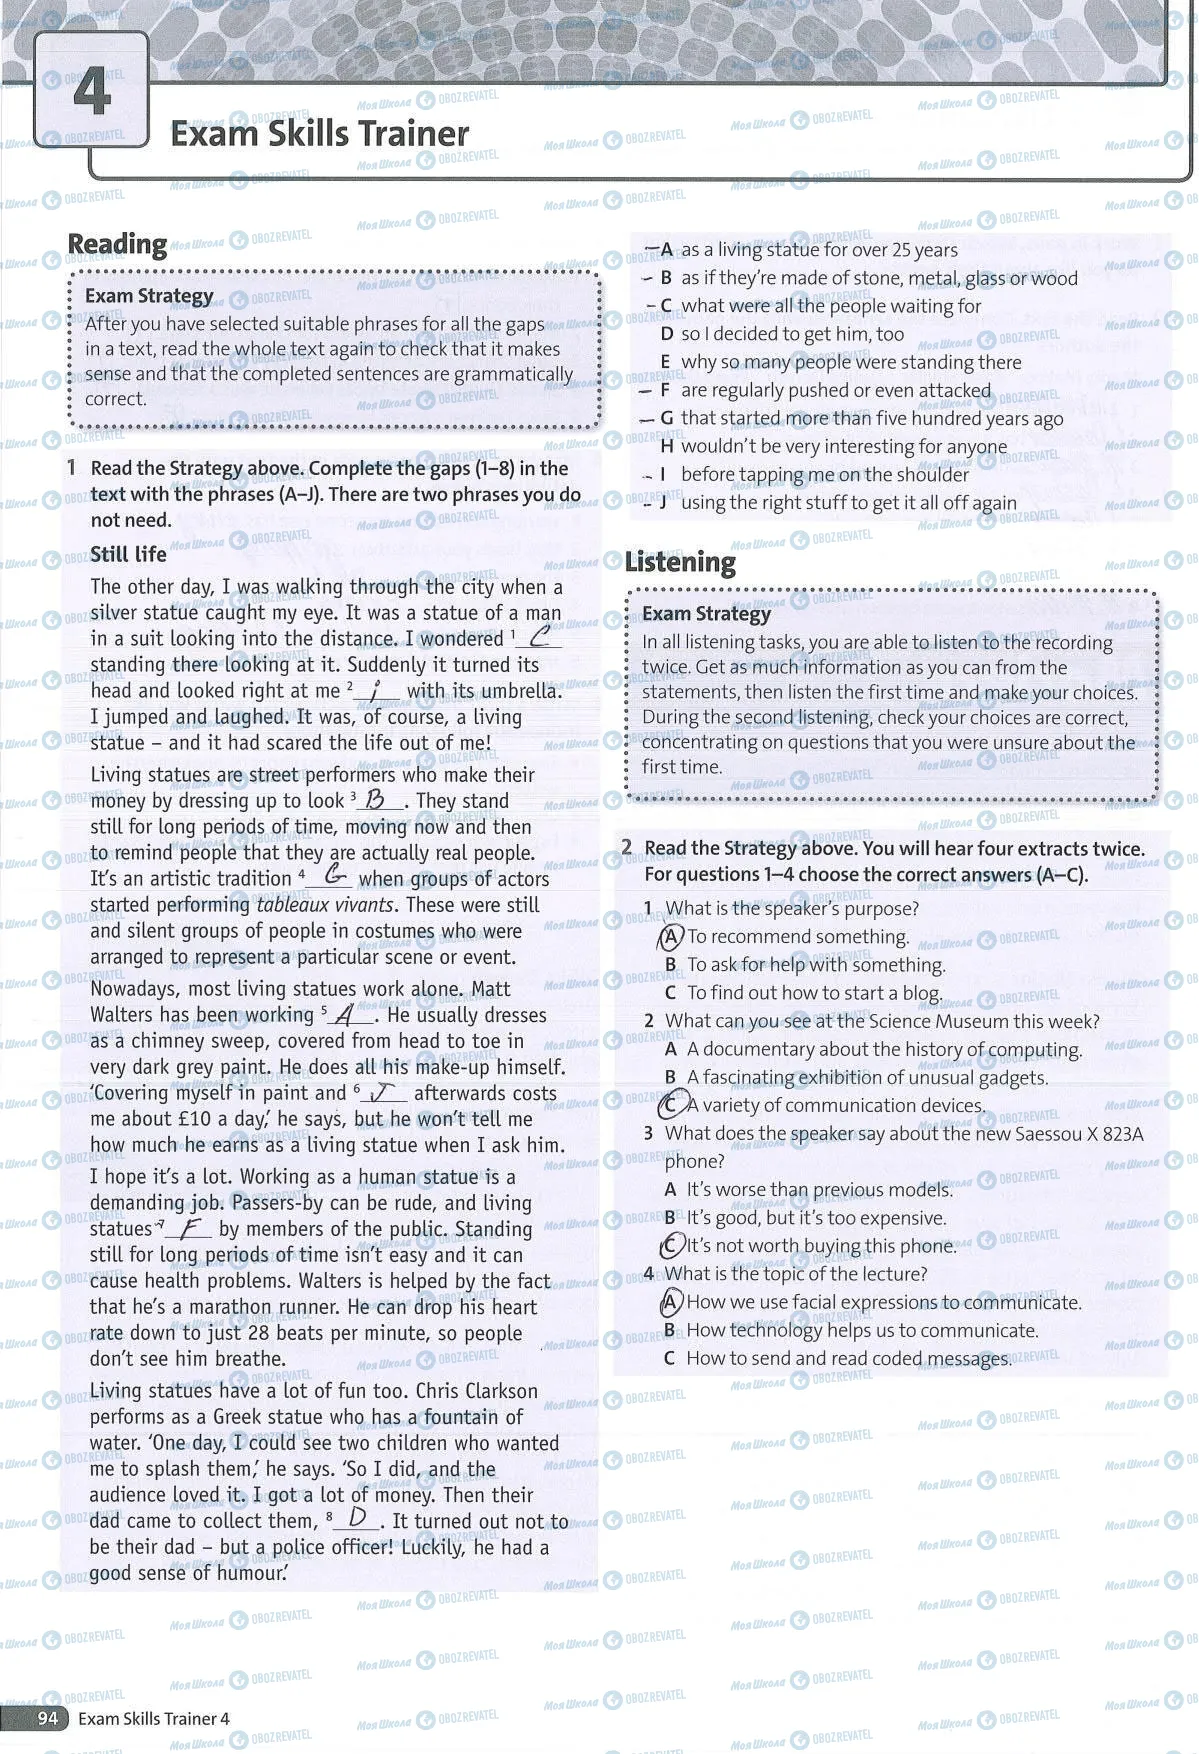 4
Exam Skills Trainer
Reading
Exam Strategy
After you have selected suitable phrases for all the gaps
in a text, read the whole text again to check that it makes
sense and that the completed sentences are grammatically
correct.
1 Read the Strategy above. Complete the gaps (1–8) in the
text with the phrases (A–J). There are two phrases you do
not need.
Still life
The other day, I was walking through the city when a
silver statue caught my eye. It was a statue of a man
in a suit looking into the distance. I wondered ¹ C
standing there looking at it. Suddenly it turned its
head and looked right at me ² i with its umbrella.
I jumped and laughed. It was, of course, a living
statue – and it had scared the life out of me!
Living statues are street performers who make their
money by dressing up to look ³ B. They stand
still for long periods of time, moving now and then
to remind people that they are actually real people.
It's an artistic tradition ⁴ G when groups of actors
started performing tableaux vivants. These were still
and silent groups of people in costumes who were
arranged to represent a particular scene or event.
Nowadays, most living statues work alone. Matt
Walters has been working ⁵ A. He usually dresses
as a chimney sweep, covered from head to toe in
very dark grey paint. He does all his make-up himself.
'Covering myself in paint and ⁶ J afterwards costs
me about £10 a day,' he says, but he won't tell me
how much he earns as a living statue when I ask him.
I hope it's a lot. Working as a human statue is a
demanding job. Passers-by can be rude, and living
statues ⁷ F by members of the public. Standing
still for long periods of time isn't easy and it can
cause health problems. Walters is helped by the fact
that he's a marathon runner. He can drop his heart
rate down to just 28 beats per minute, so people
don't see him breathe.
Living statues have a lot of fun too. Chris Clarkson
performs as a Greek statue who has a fountain of
water. 'One day, I could see two children who wanted
me to splash them,' he says. 'So I did, and the
audience loved it. I got a lot of money. Then their
dad came to collect them, ⁸ D. It turned out not to
be their dad – but a police officer! Luckily, he had a
good sense of humour.'
– A as a living statue for over 25 years
– B as if they're made of stone, metal, glass or wood
– C what were all the people waiting for
D so I decided to get him, too
E why so many people were standing there
– F are regularly pushed or even attacked
– G that started more than five hundred years ago
H wouldn't be very interesting for anyone
– I before tapping me on the shoulder
– J using the right stuff to get it all off again
Listening
Exam Strategy
In all listening tasks, you are able to listen to the recording
twice. Get as much information as you can from the
statements, then listen the first time and make your choices.
During the second listening, check your choices are correct,
concentrating on questions that you were unsure about the
first time.
2 Read the Strategy above. You will hear four extracts twice.
For questions 1–4 choose the correct answers (A–C).
1 What is the speaker's purpose?
A To recommend something.
B To ask for help with something.
C To find out how to start a blog.
2 What can you see at the Science Museum this week?
A A documentary about the history of computing.
B A fascinating exhibition of unusual gadgets.
C A variety of communication devices.
3 What does the speaker say about the new Saessou X 823A
phone?
A It's worse than previous models.
B It's good, but it's too expensive.
C It's not worth buying this phone.
4 What is the topic of the lecture?
A How we use facial expressions to communicate.
B How technology helps us to communicate.
C How to send and read coded messages.
94 Exam Skills Trainer 4
Моя Школа OBOZREVATEL